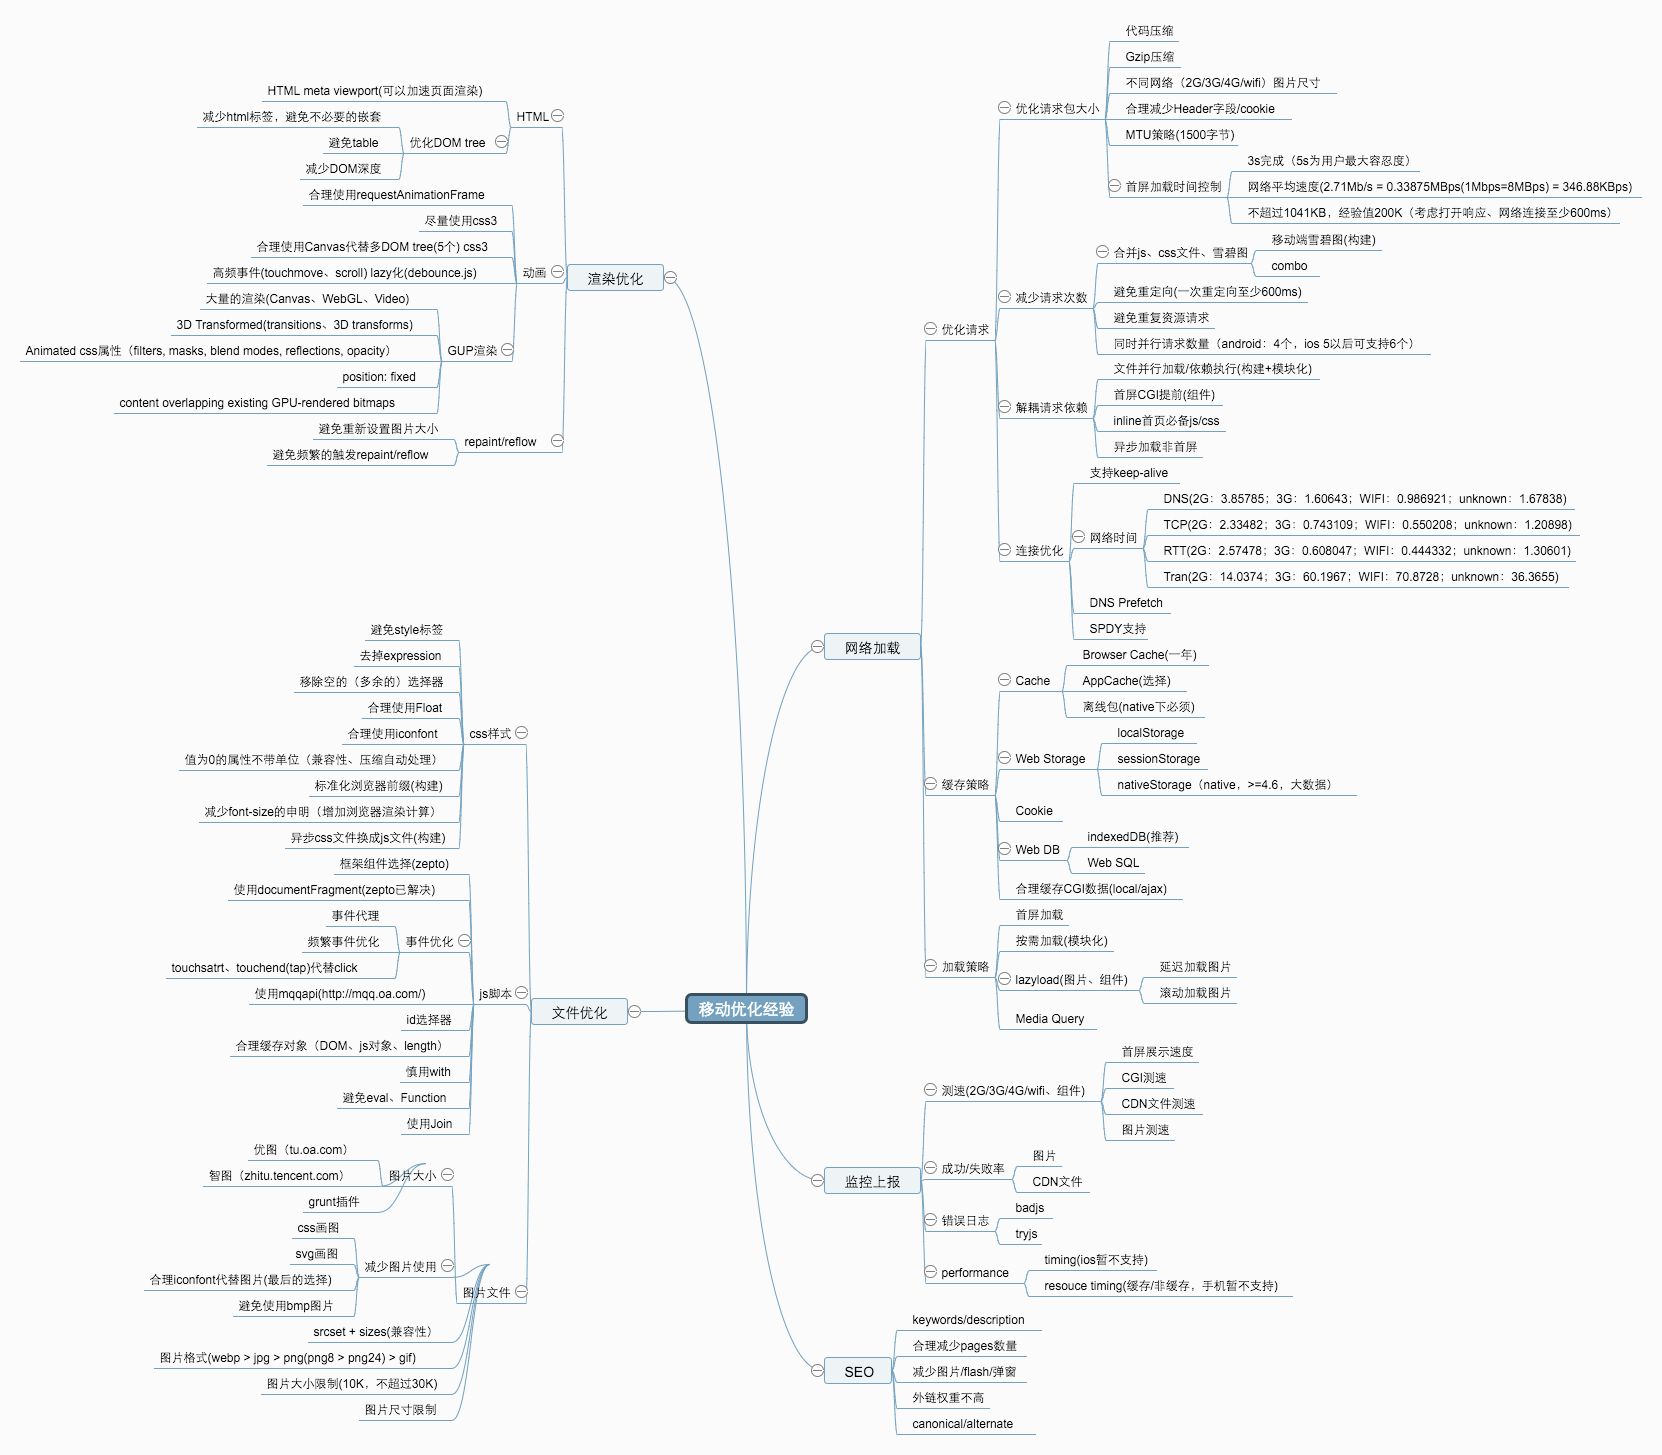 移动优化经验
渲染优化
HTML
HTML meta viewport(可以加速页面渲染)
优化DOM tree
减少html标签，避免不必要的嵌套
避免table
减少DOM深度
动画
合理使用requestAnimationFrame
尽量使用css3
合理使用Canvas代替多DOM tree(5个) css3
高频事件(touchmove、scroll) lazy化(debounce.js)
GUP渲染
大量的渲染(Canvas、WebGL、Video)
3D Transformed(transitions、3D transforms)
Animated css属性（filters, masks, blend modes, reflections, opacity）
position: fixed
content overlapping existing GPU-rendered bitmaps
repaint/reflow
避免重新设置图片大小
避免频繁的触发repaint/reflow
文件优化
css样式
避免style标签
去掉expression
移除空的（多余的）选择器
合理使用Float
合理使用iconfont
值为0的属性不带单位（兼容性、压缩自动处理）
标准化浏览器前缀(构建)
减少font-size的申明（增加浏览器渲染计算）
异步css文件换成js文件(构建)
js脚本
框架组件选择(zepto)
使用documentFragment(zepto已解决)
事件优化
事件代理
频繁事件优化
touchsatrt、touchend(tap)代替click
使用mqqapi(http://mqq.oa.com/)
id选择器
合理缓存对象（DOM、js对象、length）
慎用with
避免eval、Function
使用Join
图片文件
图片大小
优图（tu.oa.com）
智图（zhitu.tencent.com）
grunt插件
减少图片使用
css画图
svg画图
合理iconfont代替图片(最后的选择)
避免使用bmp图片
srcset + sizes(兼容性）
图片格式(webp > jpg > png(png8 > png24) > gif)
图片大小限制(10K，不超过30K)
图片尺寸限制
网络加载
优化请求
优化请求包大小
代码压缩
Gzip压缩
不同网络（2G/3G/4G/wifi）图片尺寸
合理减少Header字段/cookie
MTU策略(1500字节)
首屏加载时间控制
3s完成（5s为用户最大容忍度）
网络平均速度(2.71Mb/s = 0.33875MBps(1Mbps=8MBps) = 346.88KBps)
不超过1041KB，经验值200K（考虑打开响应、网络连接至少600ms）
减少请求次数
合并js、css文件、雪碧图
移动端雪碧图(构建)
combo
避免重定向(一次重定向至少600ms)
避免重复资源请求
同时并行请求数量（android：4个，ios 5以后可支持6个）
解耦请求依赖
文件并行加载/依赖执行(构建+模块化)
首屏CGI提前(组件)
inline首页必备js/css
异步加载非首屏
连接优化
支持keep-alive
网络时间
DNS(2G：3.85785；3G：1.60643；WIFI：0.986921；unknown：1.67838)
TCP(2G：2.33482；3G：0.743109；WIFI：0.550208；unknown：1.20898)
RTT(2G：2.57478；3G：0.608047；WIFI：0.444332；unknown：1.30601)
Tran(2G：14.0374；3G：60.1967；WIFI：70.8728；unknown：36.3655)
DNS Prefetch
SPDY支持
缓存策略
Cache
Browser Cache(一年)
AppCache(选择)
离线包(native下必须)
Web Storage
localStorage
sessionStorage
nativeStorage（native，>=4.6，大数据）
Cookie
Web DB
indexedDB(推荐)
Web SQL
合理缓存CGI数据(local/ajax)
加载策略
首屏加载
按需加载(模块化)
lazyload(图片、组件)
延迟加载图片
滚动加载图片
Media Query
监控上报
测速(2G/3G/4G/wifi、组件)
首屏展示速度
CGI测速
CDN文件测速
图片测速
成功/失败率
图片
CDN文件
错误日志
badjs
tryjs
performance
timing(ios暂不支持)
resouce timing(缓存/非缓存，手机暂不支持)
SEO
keywords/description
合理减少pages数量
减少图片/flash/弹窗
外链权重不高
canonical/alternate